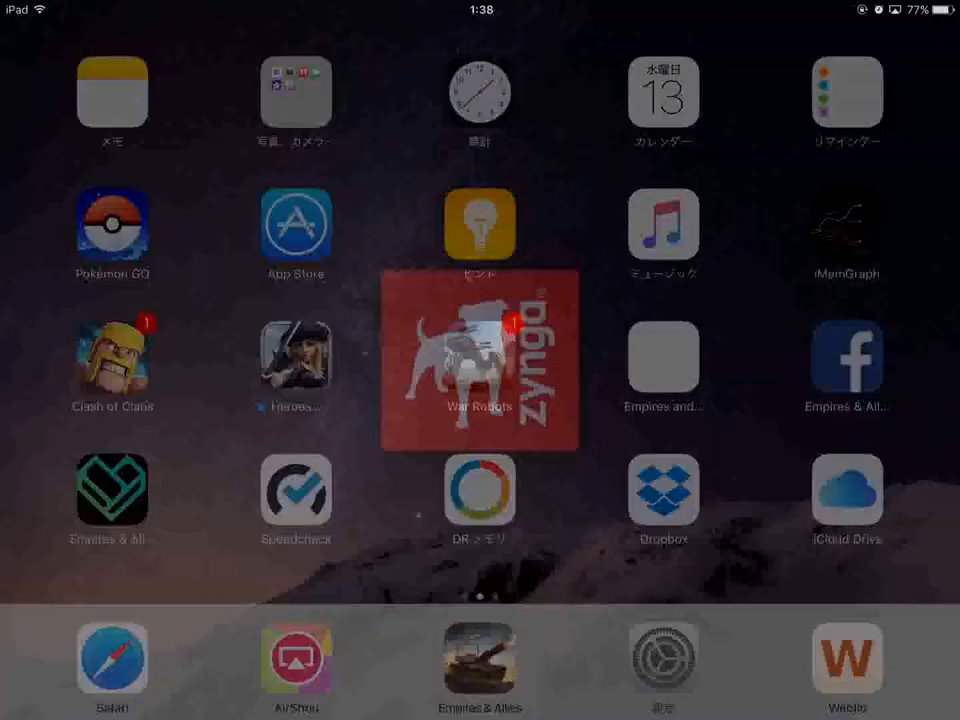 iPad 1:38 77%
水曜日
13
メモ 写真、カメラ 時計 カレンダー リマインダー
Pokémon GO App Store ヒント ミュージック iMemGraph
1 1
Clash of Clans Heroes... War Robots Empires and... Empires & All...
zynga
Empires & All... Speedcheck DRメモリ Dropbox iCloud Drive
Safari AirShou Empires & Allies 設定 Weblio
W